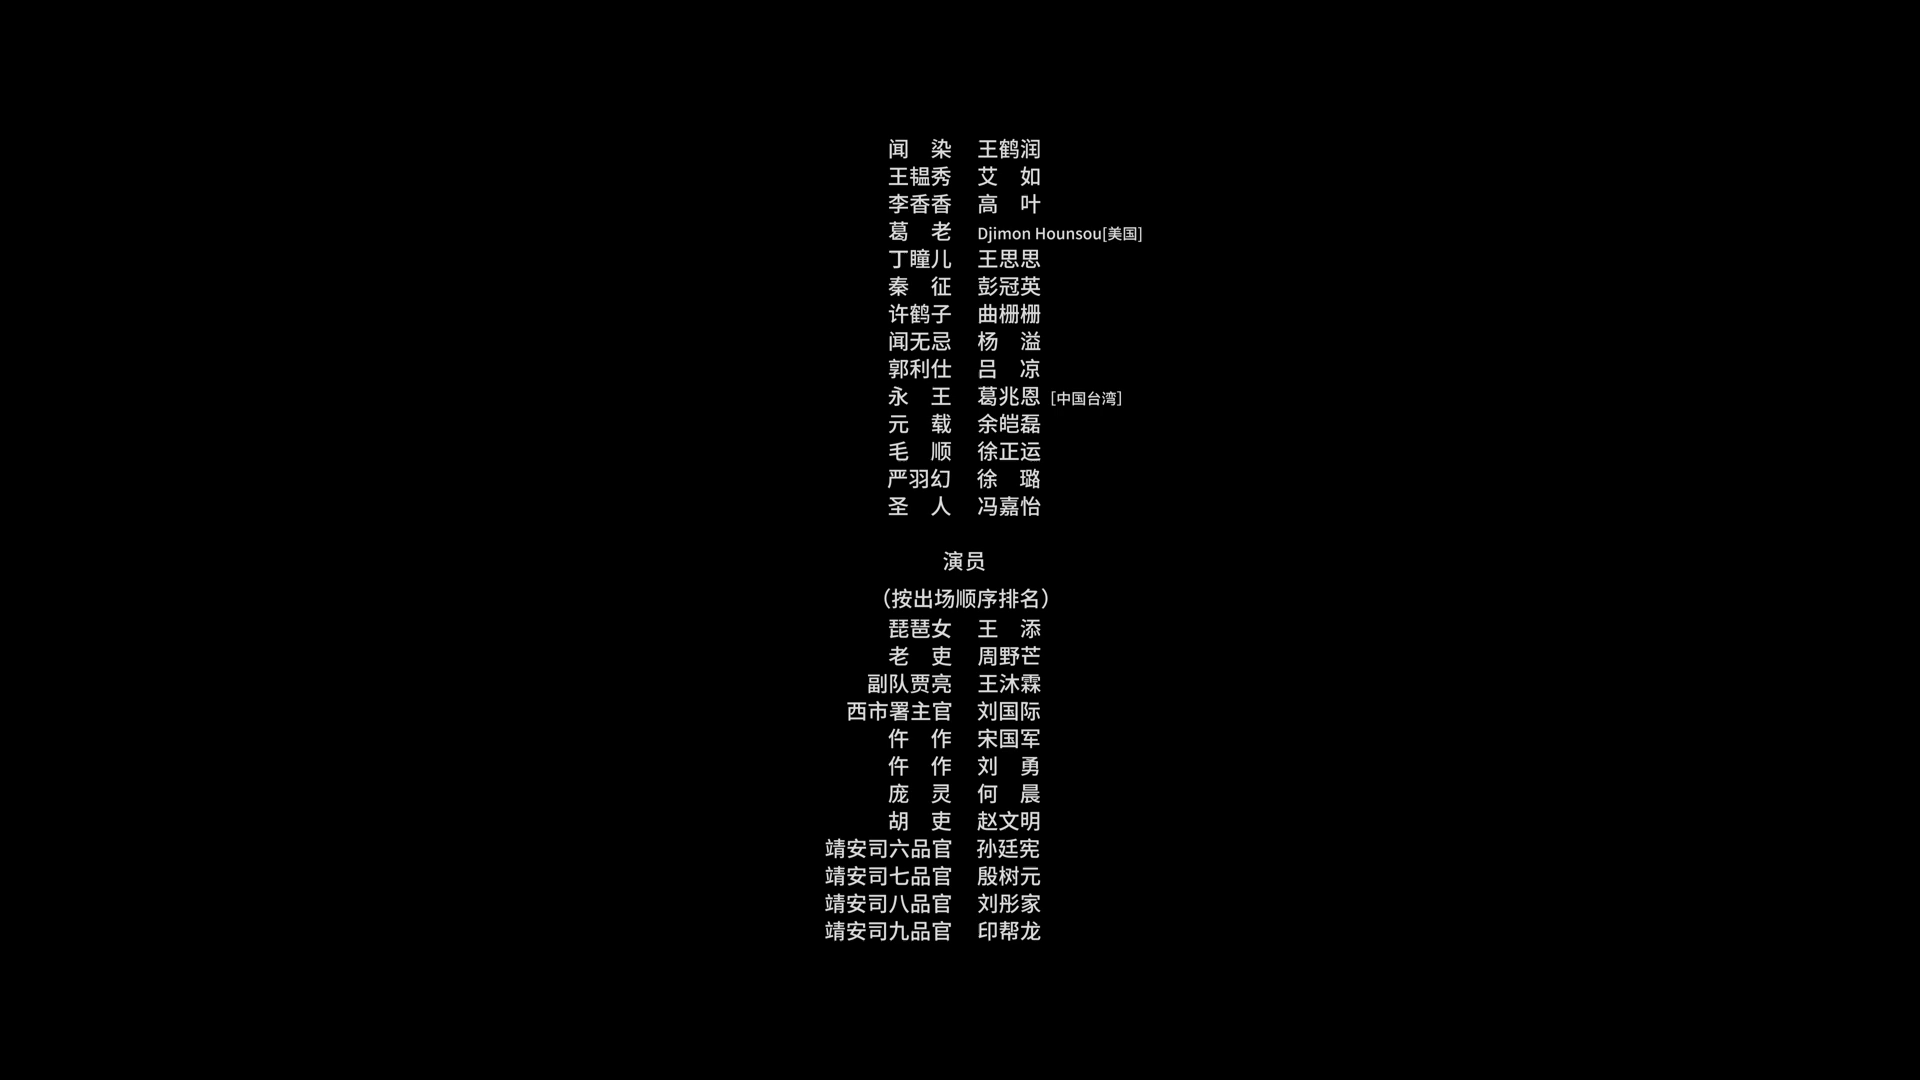 闻　染　王鹤润
王韫秀　艾　如
李香香　高　叶
葛　老　Djimon Hounsou[美国]
丁瞳儿　王思思
秦　征　彭冠英
许鹤子　曲栅栅
闻无忌　杨　溢
郭利仕　吕　凉
永　王　葛兆恩 [中国台湾]
元　载　余皑磊
毛　顺　徐正运
严羽幻　徐　璐
圣　人　冯嘉怡
演员
（按出场顺序排名）
琵琶女　王　添
老　吏　周野芒
副队贾亮　王沐霖
西市署主官　刘国际
仵　作　宋国军
仵　作　刘　勇
庞　灵　何　晨
胡　吏　赵文明
靖安司六品官　孙廷宪
靖安司七品官　殷树元
靖安司八品官　刘彤家
靖安司九品官　印帮龙